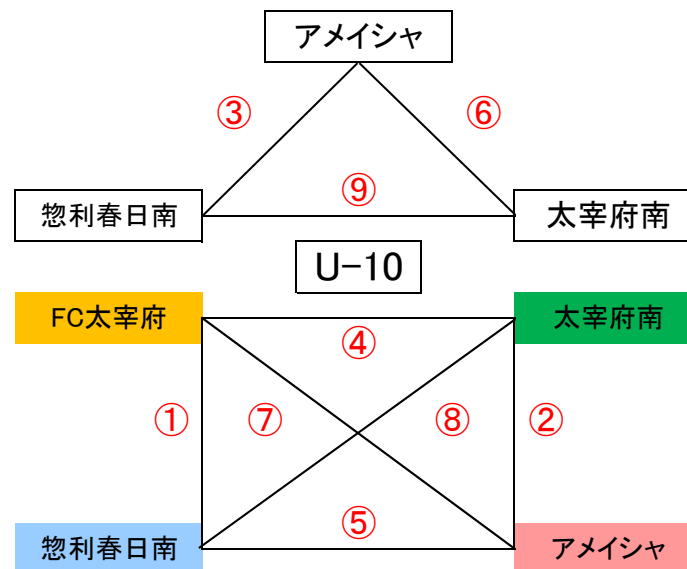 アメイシャ
③ ⑥
⑨
惣利春日南 太宰府南
U-10
FC太宰府 太宰府南
④
① ⑦ ⑧ ②
⑤
惣利春日南 アメイシャ